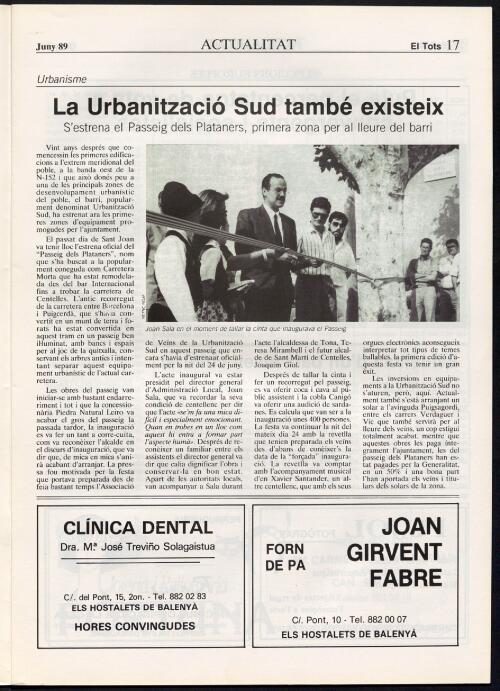 Juny 89
ACTUALITAT
El Tots 17
Urbanisme
La Urbanització Sud també existeix
S'estrena el Passeig dels Plataners, primera zona per al lleure del barri
Vint anys després que co-
mencessin les primeres edifica-
cions a l'extrem meridional del
poble, a la banda oest de la
N-152 i que això donés peu a
una de les principals zones de
desenvolupament urbanístic
del poble, el barri, popular-
ment denominat Urbanització
Sud, ha estrenat ara les prime-
res zones d'equipament pro-
mogudes per l'ajuntament.
El passat dia de Sant Joan
va tenir lloc l'estrena oficial del
"Passeig dels Plataners", nom
que s'ha buscat a la popular-
ment coneguda com Carretera
Morta que ha estat remodela-
da des del bar Internacional
fins a trobar la carretera de
Centelles. L'antic recorregut
de la carretera entre Barcelona
i Puigcerdà, que s'havia con-
vertit en un munt de terra i fo-
rats ha estat convertida en
aquest tram en un passeig ben
il·luminat, amb bancs i espais
per al joc de la quitxalla, con-
servant els arbres antics i inten-
tant separar aquest equipa-
ment urbanístic de l'actual car-
retera.
Les obres del passeig van
iniciar-se amb bastant endarre-
riment i tot i que la concessio-
nària Piedra Natural Leiro va
acabar el gros del passeig la
passada tardor, la inauguració
es va fer un tant a corre-cuita,
com va reconèixer l'alcalde en
el discurs d'inauguració, que va
dir que, de mica en mica s'ani-
rà acabant d'arranjar. La pres-
sa fou motivada per la festa
que portava preparada des de
feia bastant temps l'Associació
Joan Sala en el moment de tallar la cinta que inaugurava el Passeig
de Veïns de la Urbanització
Sud en aquest passeig que en-
cara s'havia d'estrenar oficial-
ment per la nit del 24 de juny.
L'acte inaugural va estar
presidit pel director general
d'Administració Local, Joan
Sala, que va recordar la seva
condició de centellenc per dir
que l'acte «se'm fa una mica di-
fícil i especialment emocionant.
Quan em trobo en un lloc com
aquest hi entra a formar part
l'aspecte humà». Després de re-
conèixer un familiar entre els
assistents el director general va
dir que calia dignificar l'obra i
conservar-la en bon estat.
Apart de les autoritats locals,
van acompanyar a Sala durant
l'acte l'alcaldessa de Tona, Te-
resa Mirambell i el futur alcal-
de de Sant Martí de Centelles,
Joaquim Giol.
Després de tallar la cinta i
fer un recorregut pel passeig,
es va oferir coca i cava al pú-
blic assistent i la cobla Canigó
va oferir una audició de sarda-
nes. Es calcula que van ser a la
inauguració unes 400 persones.
La festa va continuar la nit del
mateix dia 24 amb la revetlla
que tenien preparada els veïns
des d'abans de conèixer's la
data de la "forçada" inaugura-
ció. La revetlla va comptar
amb l'acompanyament musical
d'en Xavier Santander, un al-
tre centellenc, que amb els seus
orgues electrònics aconsegueix
interpretar tot tipus de temes
ballables. la primera edició d'a-
questa festa va tenir un gran
èxit.
Les inversions en equipa-
ments a la Urbanització Sud no
s'aturen, però, aquí. Actual-
ment també s'està arranjant un
solar a l'avinguda Puigsagordi,
entre els carrers Verdaguer i
Vic que també servirà per al
lleure dels veïns, un cop estigui
totalment acabat, mentre que
aquestes obres les paga inte-
grament l'ajuntament, les del
Passeig dels Plataners han es-
tat pagades per la Generalitat,
en un 50% i una bona part
l'han aportada els veïns i titu-
lars dels solars de la zona.
CLÍNICA DENTAL
Dra. M.ª José Treviño Solagaistua
C/. del Pont, 15, 2on. - Tel. 882 02 83
ELS HOSTALETS DE BALENYÀ
HORES CONVINGUDES
FORN
DE PA
JOAN
GIRVENT
FABRE
C/. Pont, 10 - Tel. 882 00 07
ELS HOSTALETS DE BALENYÀ